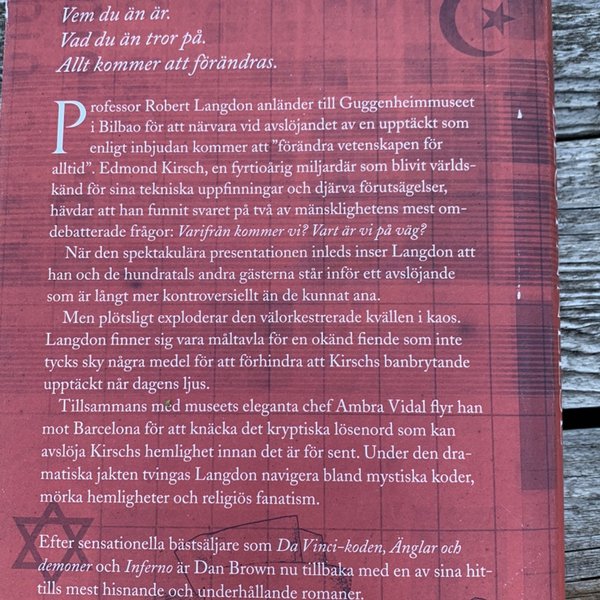 Vem du än är.
Vad du än tror på.
Allt kommer att förändras.
Professor Robert Langdon anländer till Guggenheimmuseet
i Bilbao för att närvara vid avslöjandet av en upptäckt som
enligt inbjudan kommer att ”förändra vetenskapen för
alltid”. Edmond Kirsch, en fyrtioårig miljardär som blivit världs-
känd för sina tekniska uppfinningar och djärva förutsägelser,
hävdar att han funnit svaret på två av mänsklighetens mest om-
debatterade frågor: Varifrån kommer vi? Vart är vi på väg?
När den spektakulära presentationen inleds inser Langdon att
han och de hundratals andra gästerna står inför ett avslöjande
som är långt mer kontroversiellt än de kunnat ana.
Men plötsligt exploderar den välorkestrerade kvällen i kaos.
Langdon finner sig vara måltavla för en okänd fiende som inte
tycks sky några medel för att förhindra att Kirschs banbrytande
upptäckt når dagens ljus.
Tillsammans med museets eleganta chef Ambra Vidal flyr han
mot Barcelona för att knäcka det kryptiska lösenord som kan
avslöja Kirschs hemlighet innan det är för sent. Under den dra-
matiska jakten tvingas Langdon navigera bland mystiska koder,
mörka hemligheter och religiös fanatism.
Efter sensationella bästsäljare som Da Vinci-koden, Änglar och
demoner och Inferno är Dan Brown nu tillbaka med en av sina hit-
tills mest hisnande och underhållande romaner.